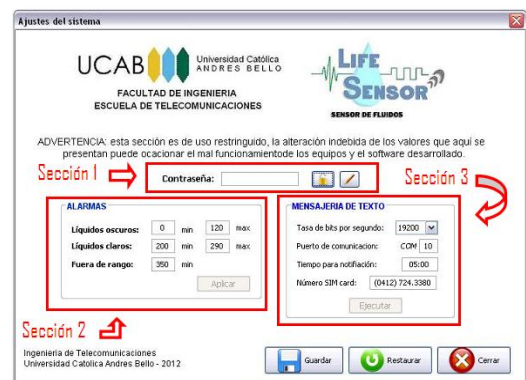 Ajustes del sistema
UCAB
Universidad Católica
ANDRES BELLO
FACULTAD DE INGENIERIA
ESCUELA DE TELECOMUNICACIONES
LIFE
SENSOR
SENSOR DE FLUIDOS
ADVERTENCIA: esta sección es de uso restringido, la alteración indebida de los valores que aqui se
presentan puede ocacionar el mal funcionamientode los equipos y el software desarrollado.
Sección 1
Contraseña:
Sección 3
ALARMAS
Líquidos oscuros: 0 min 120 max
Líquidos claros: 200 min 290 max
Fuera de rango: 350 min
Aplicar
MENSAJERIA DE TEXTO
Tasa de bits por segundo: 19200
Puerto de comunicacion: COM 10
Tiempo para notifiación: 05:00
Número SIM card: (0412) 724.3380
Ejecutar
Sección 2
Ingenieria de Telecomunicaciones
Universidad Católica Andres Bello - 2012
Guardar
Restaurar
Cerrar